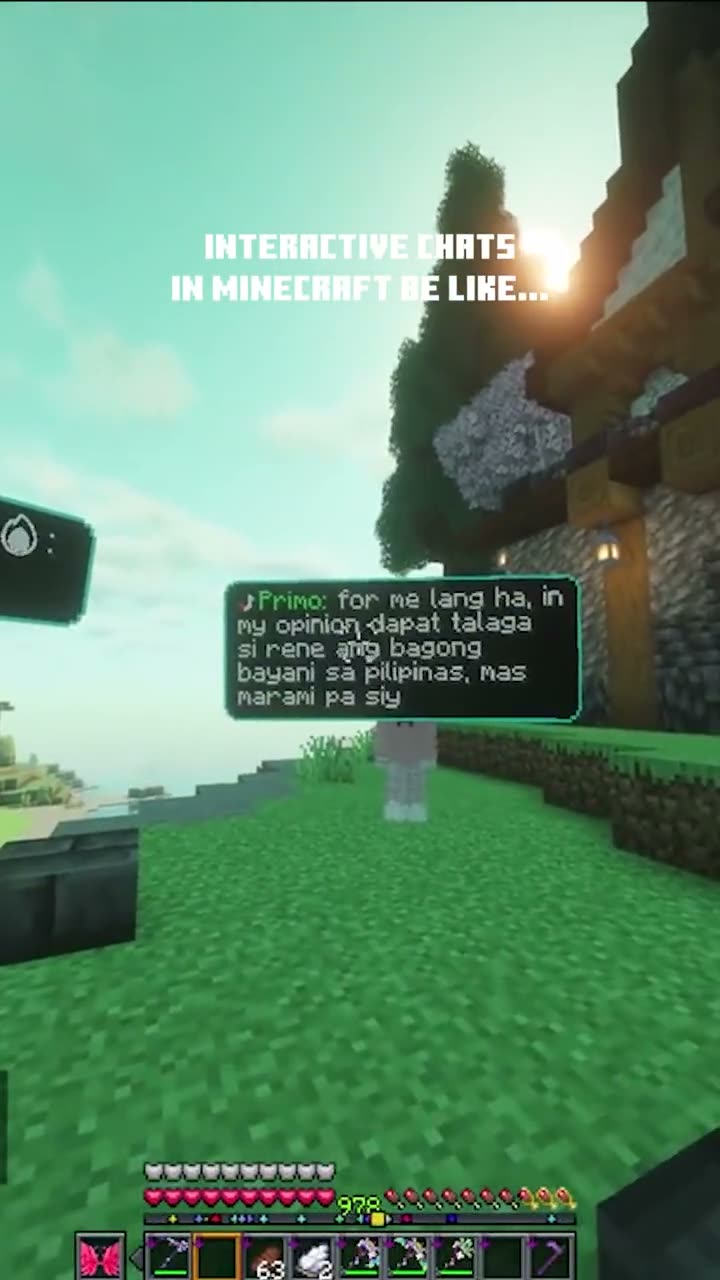 INTERACTIVE CHATS
IN MINECRAFT BE LIKE...
:
Primo: for me lang ha, in
my opinion dapat talaga
si rene ang bagong
bayani sa pilipinas, mas
marami pa siy
978
63
2